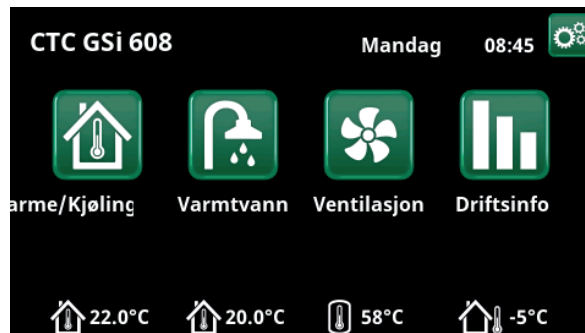 CTC GSi 608 Mandag 08:45
arme/Kjøling Varmtvann Ventilasjon Driftsinfo
22.0°C 20.0°C 58°C -5°C